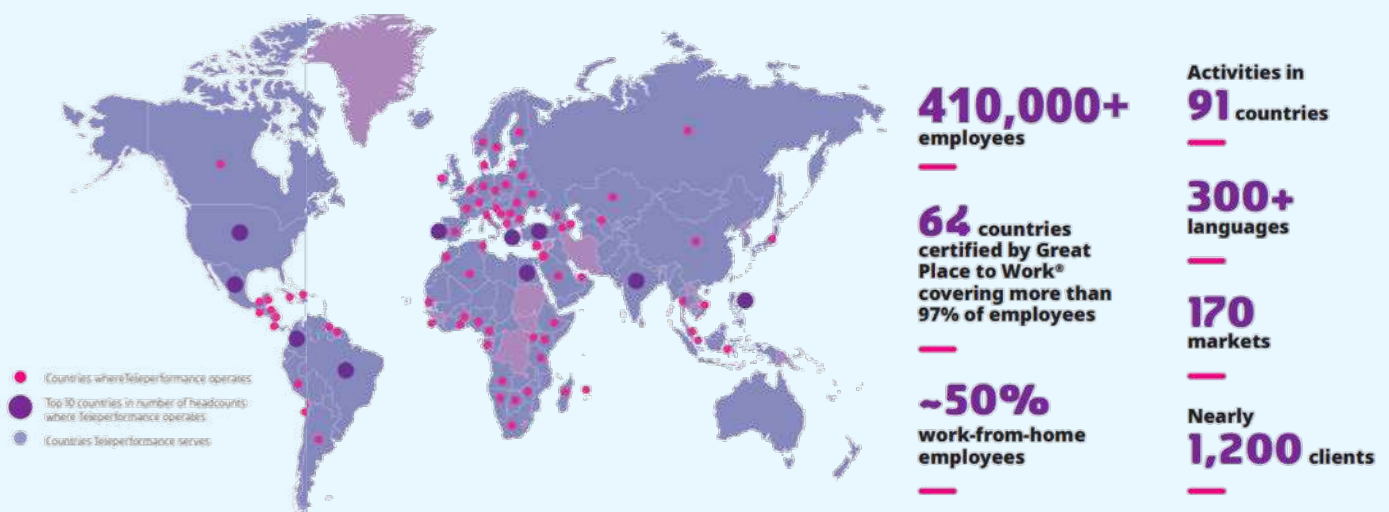 410,000+
employees
64 countries
certified by Great
Place to Work®
covering more than
97% of employees
~50%
work-from-home
employees
Activities in
91 countries
300+
languages
170
markets
Nearly
1,200 clients
Countries where Teleperformance operates
Top 10 countries in number of headcounts
where Teleperformance operates
Countries Teleperformance serves